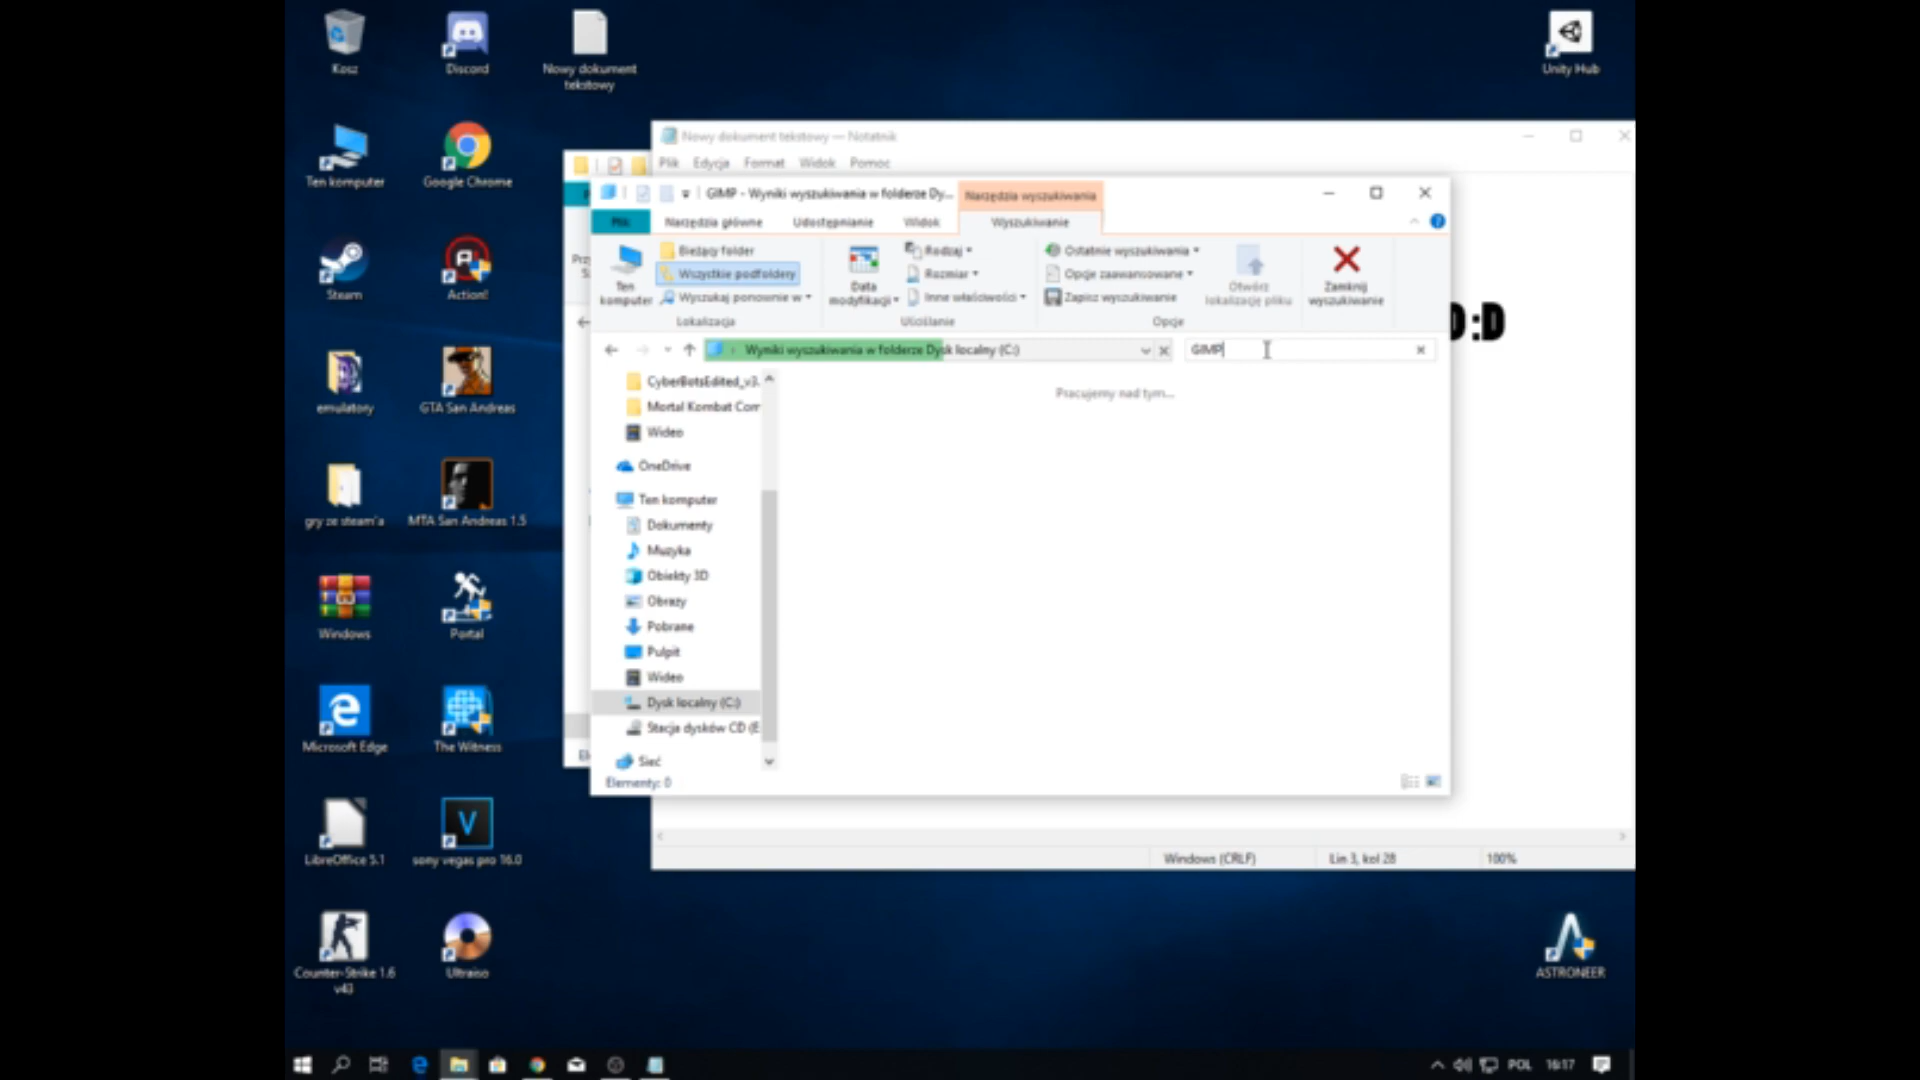 Kosz
Discord
Nowy dokument
tekstowy
Unity Hub
Ten komputer
Google Chrome
Steam
Action!
emulatory
GTA San Andreas
gry ze steam'a
MTA San Andreas 1.5
Windows
Portal
Microsoft Edge
The Witness
LibreOffice 5.1
sony vegas pro 16.0
Counter-Strike 1.6
v43
Ultraiso
ASTRONEER
Nowy dokument tekstowy — Notatnik
Plik Edycja Format Widok Pomoc
:D
GIMP - Wyniki wyszukiwania w folderze Dy...
Narzędzia wyszukiwania
Plik Narzędzia główne Udostępnianie Widok Wyszukiwanie
Ten
komputer
Bieżący folder
Wszystkie podfoldery
Wyszukaj ponownie w
Lokalizacja
Data
modyfikacji
Rodzaj
Rozmiar
Inne właściwości
Uściślanie
Ostatnie wyszukiwania
Opcje zaawansowane
Zapisz wyszukiwanie
Otwórz
lokalizację pliku
Opcje
Zamknij
wyszukiwanie
Wyniki wyszukiwania w folderze Dysk lokalny (C:)
GIMP
Pracujemy nad tym...
CyberBotsEdited_v3.
Mortal Kombat Com
Wideo
OneDrive
Ten komputer
Dokumenty
Muzyka
Obiekty 3D
Obrazy
Pobrane
Pulpit
Wideo
Dysk lokalny (C:)
Stacja dysków CD (E
Sieć
Elementy: 0
Windows (CRLF) Lin 3, kol 28 100%
POL 16:17